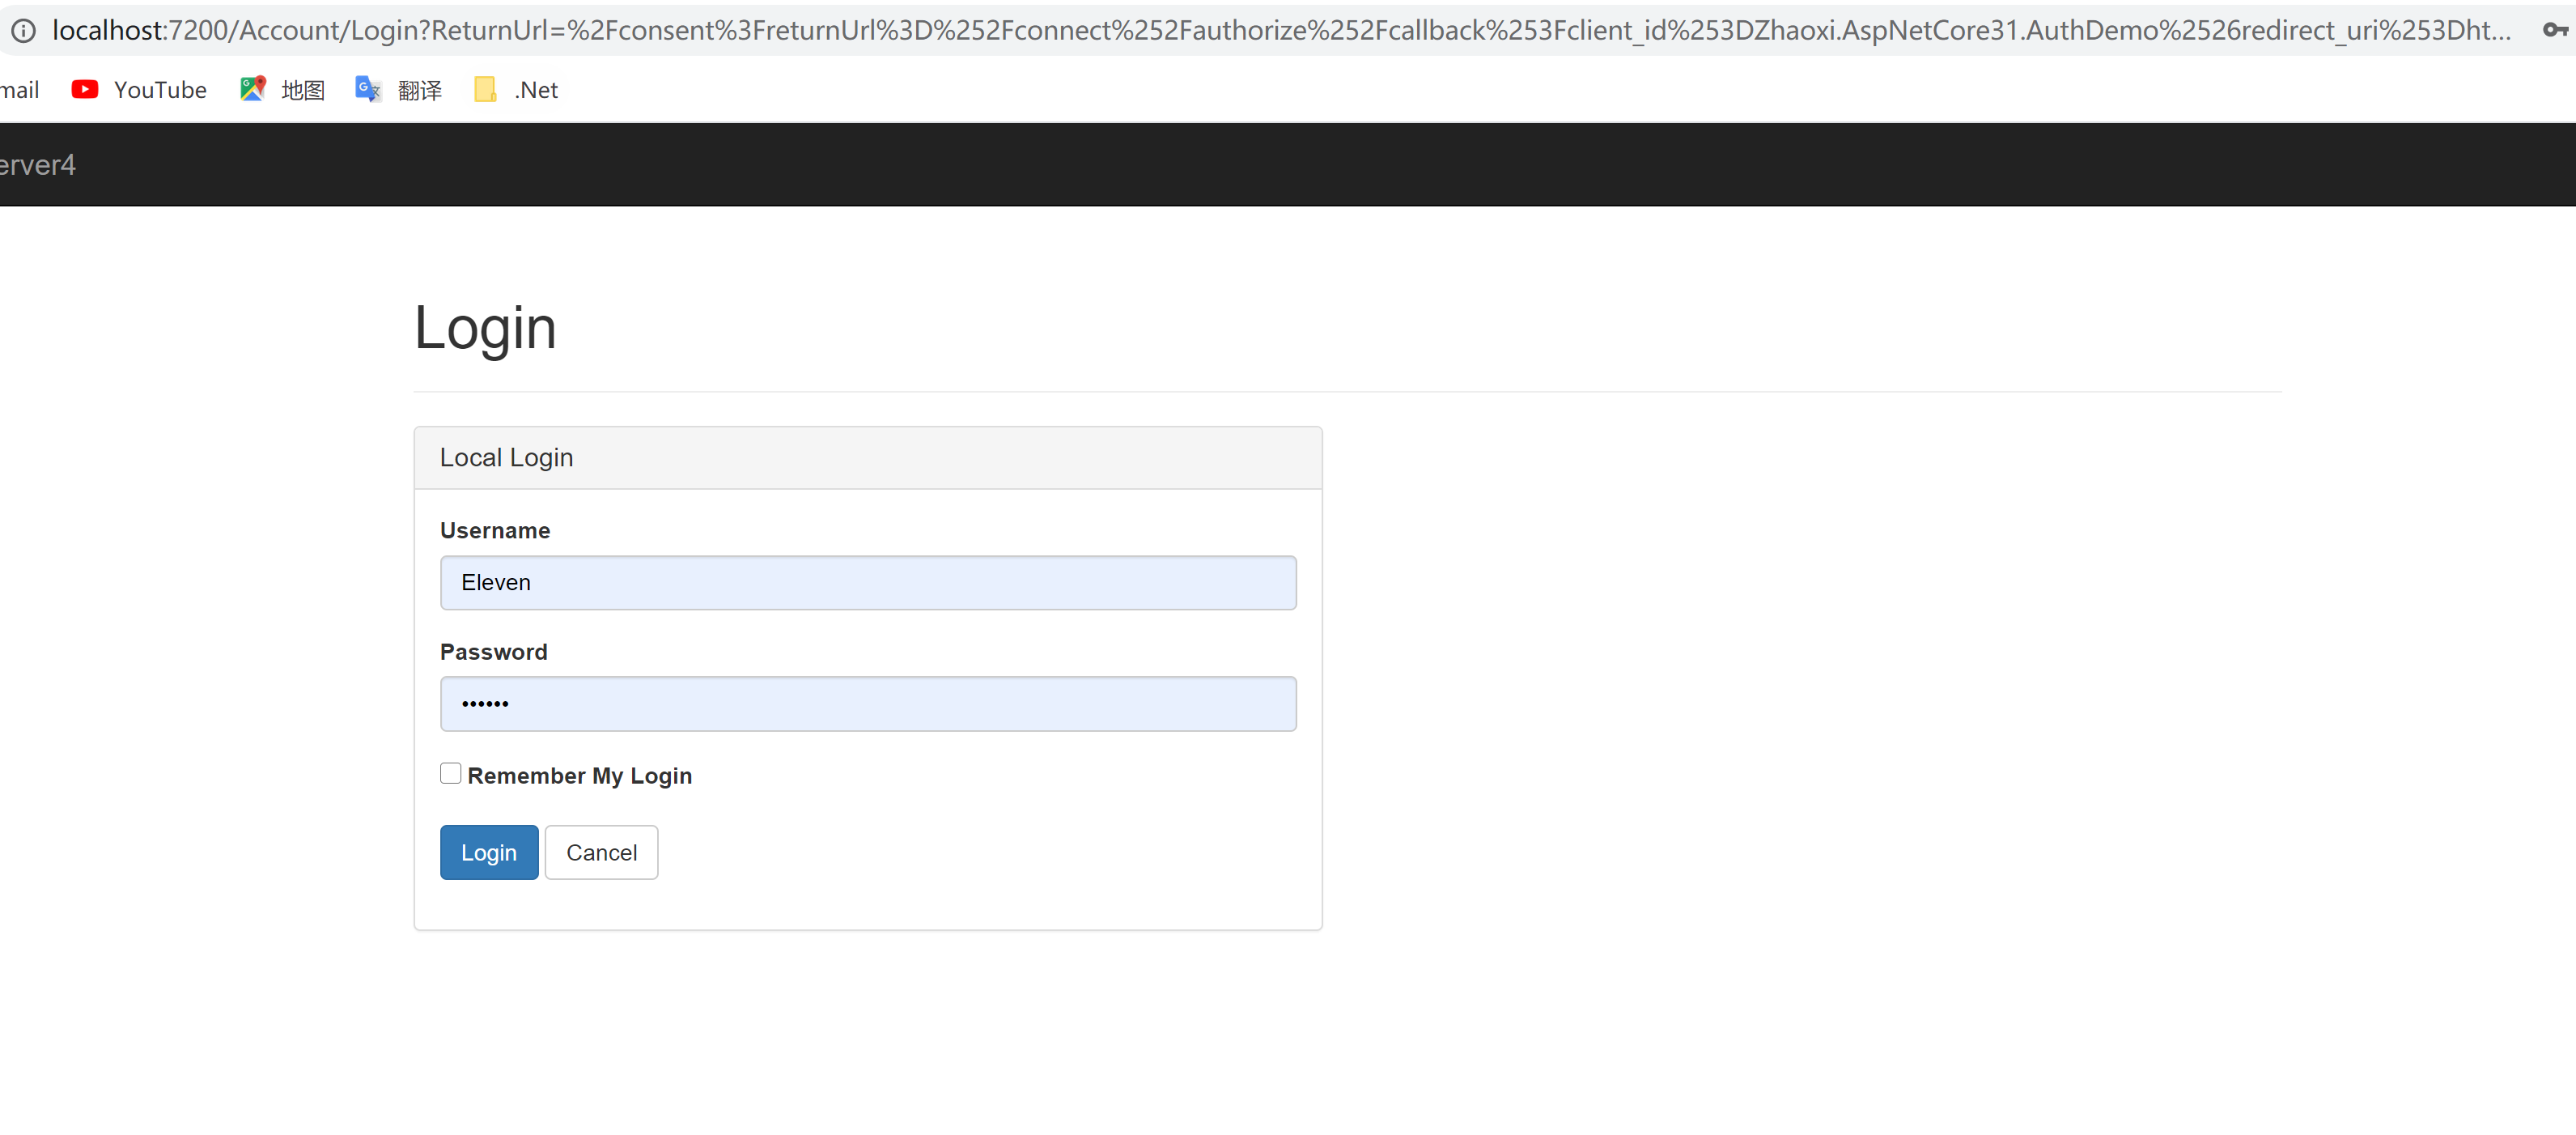 localhost:7200/Account/Login?ReturnUrl=%2Fconsent%3FreturnUrl%3D%252Fconnect%252Fauthorize%252Fcallback%253Fclient_id%253DZhaoxi.AspNetCore31.AuthDemo%2526redirect_uri%253Dht...
mail YouTube 地图 翻译 .Net
erver4
Login
Local Login
Username
Eleven
Password
••••••
Remember My Login
Login Cancel